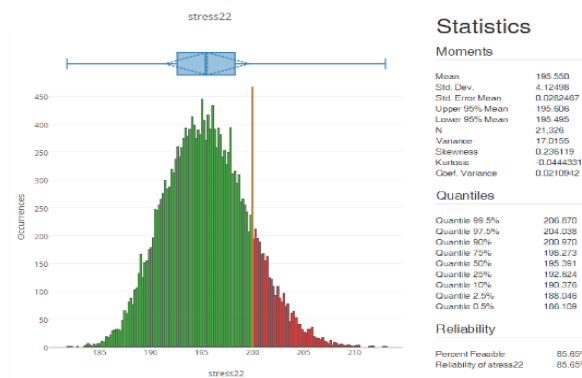 stress22
Occurrences
450
400
350
300
250
200
150
100
50
0
185
190
195
200
205
210
stress22
Statistics
Moments
Mean 195.550
Std. Dev. 4.12498
Std. Error Mean 0.0282467
Upper 95% Mean 195.606
Lower 95% Mean 195.495
N 21,326
Variance 17.0155
Skewness 0.236119
Kurtosis -0.0444331
Coef. Variance 0.0210942
Quantiles
Quantile 99.5% 206.870
Quantile 97.5% 204.038
Quantile 90% 200.970
Quantile 75% 198.273
Quantile 50% 195.391
Quantile 25% 192.624
Quantile 10% 190.376
Quantile 2.5% 188.046
Quantile 0.5% 186.109
Reliability
Percent Feasible 85.65%
Reliability of stress22 85.65%